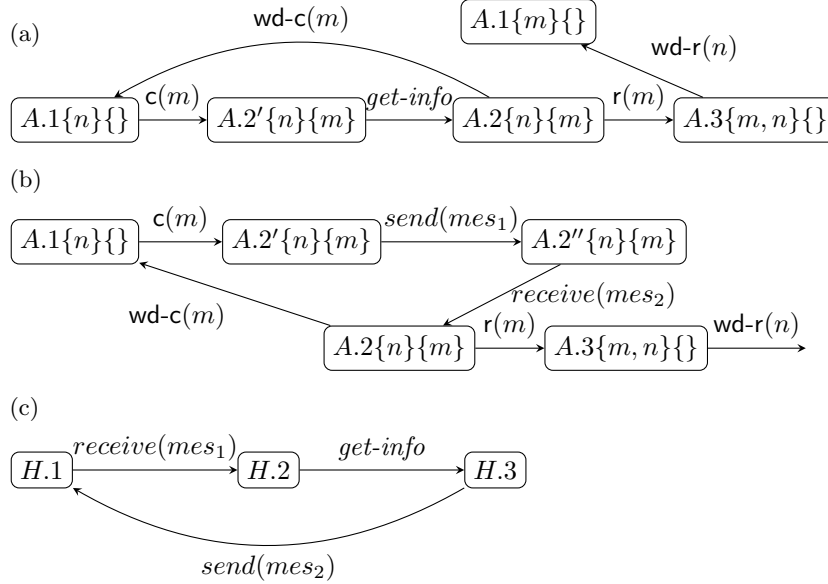 (a)
wd-c(m)
A.1{m}{}
wd-r(n)
A.1{n}{}
c(m)
A.2′{n}{m}
get-info
A.2{n}{m}
r(m)
A.3{m, n}{}
(b)
A.1{n}{}
c(m)
A.2′{n}{m}
send(mes₁)
A.2″{n}{m}
wd-c(m)
receive(mes₂)
A.2{n}{m}
r(m)
A.3{m, n}{}
wd-r(n)
(c)
H.1
receive(mes₁)
H.2
get-info
H.3
send(mes₂)